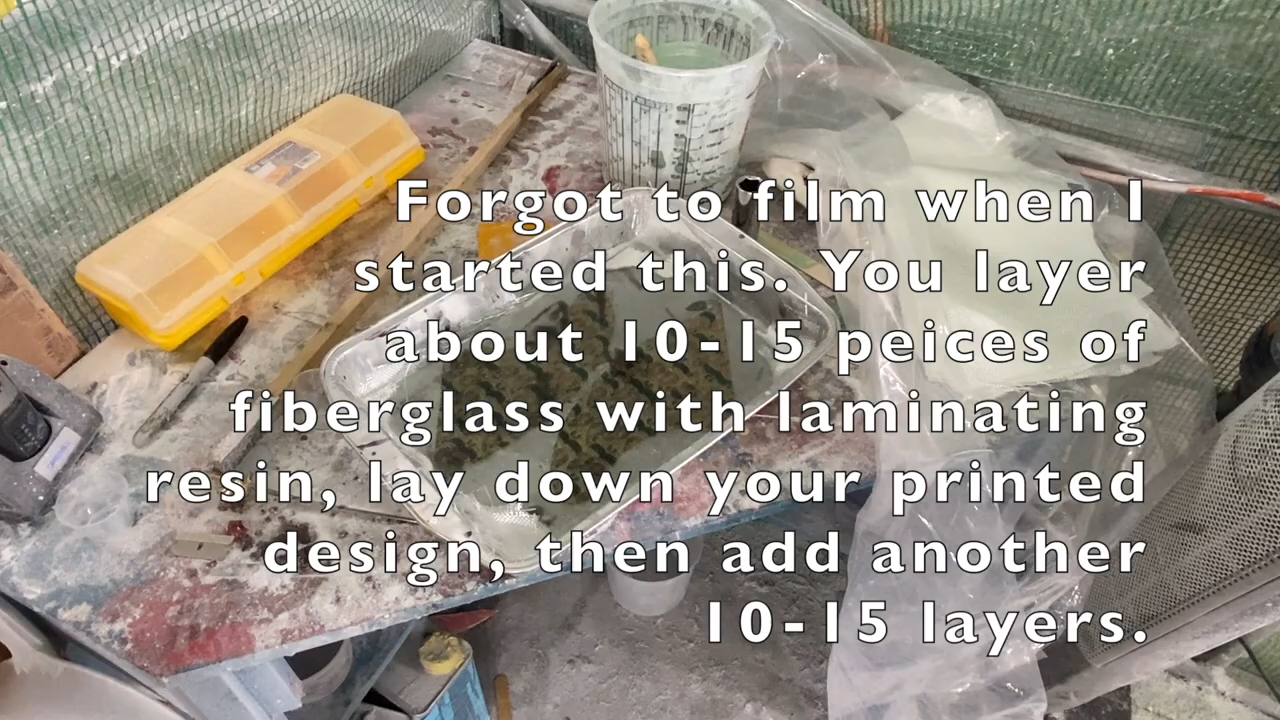 Forgot to film when I
started this. You layer
about 10-15 peices of
fiberglass with laminating
resin, lay down your printed
design, then add another
10-15 layers.